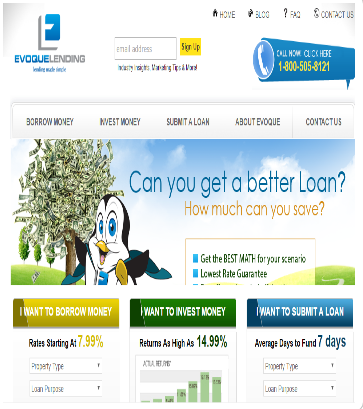 HOME
BLOG
? FAQ
CONTACT US
EVOQUELENDING
lending made simple
email address
Sign Up
Industry Insights, Marketing Tips & More!
CALL NOW! CLICK HERE
1-800-505-8121
BORROW MONEY
INVEST MONEY
SUBMIT A LOAN
ABOUT EVOQUE
CONTACT US
Can you get a better Loan?
How much can you save?
Get the BEST MATH for your scenario
Lowest Rate Guarantee
I WANT TO BORROW MONEY
I WANT TO INVEST MONEY
I WANT TO SUBMIT A LOAN
Rates Starting At 7.99%
Returns As High As 14.99%
Average Days to Fund 7 days
Property Type
Loan Purpose
ACTUAL RETURNS*
Property Type
Loan Purpose